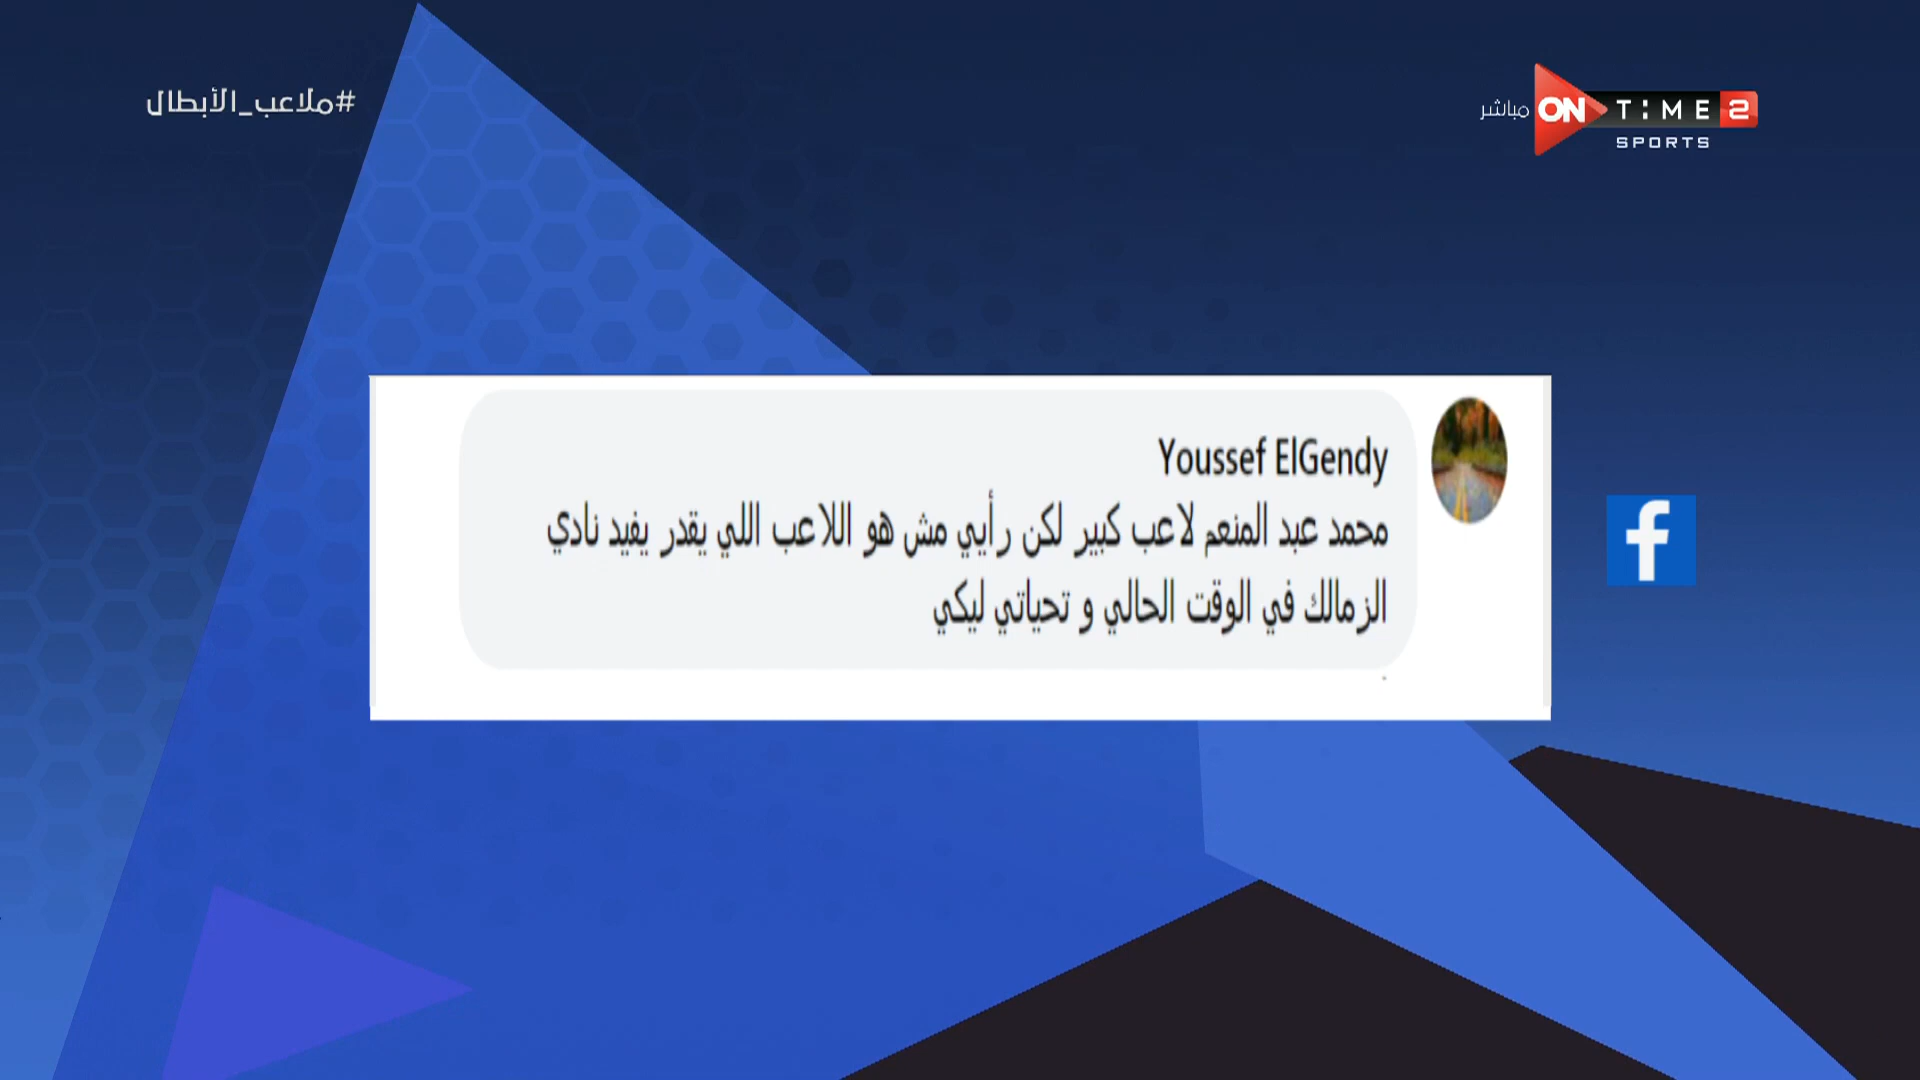 #ملاعب_الأبطال
مباشر ON TIME 2
SPORTS
Youssef ElGendy
محمد عبد المنعم لاعب كبير لكن رأيي مش هو اللاعب اللي يقدر يفيد نادي
الزمالك في الوقت الحالي و تحياتي ليكي
f